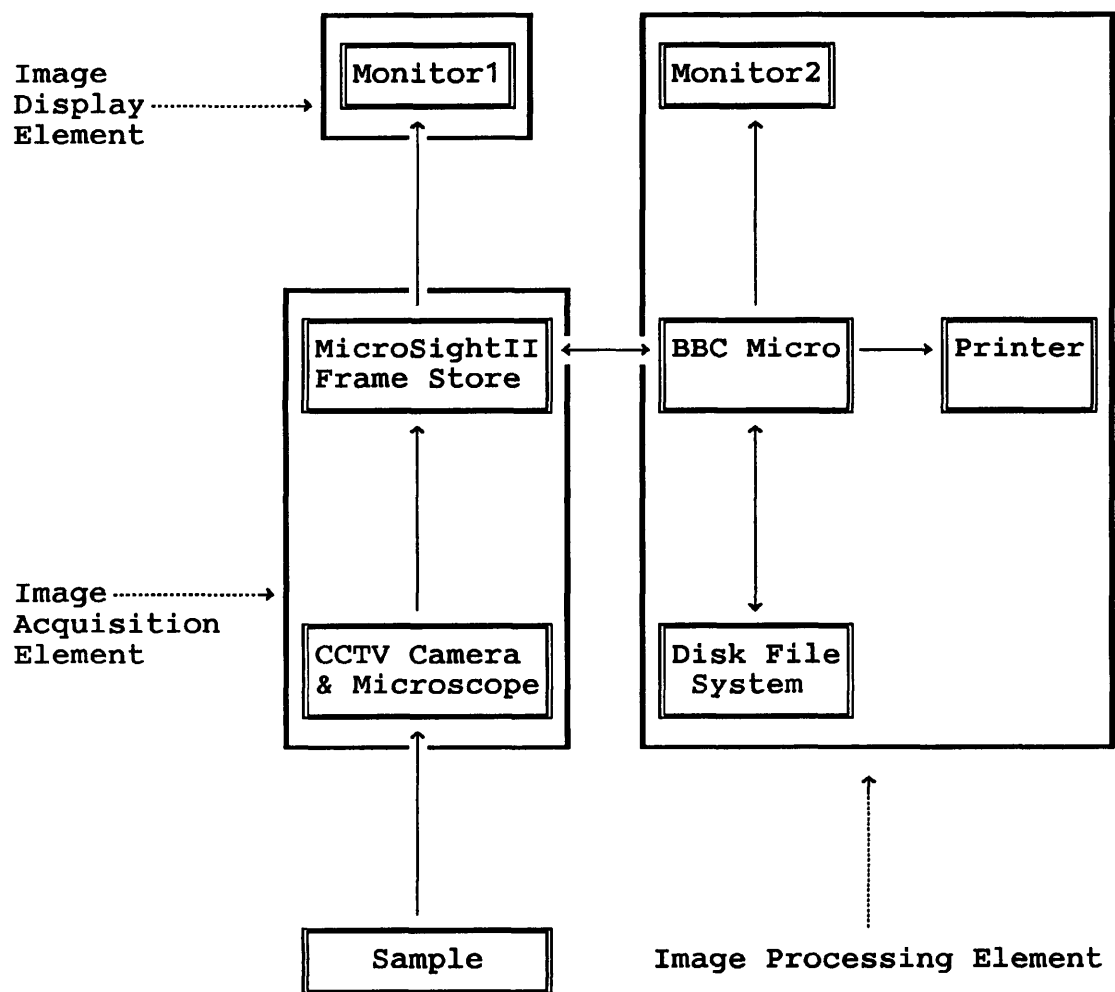 Monitor1
Monitor2
Image
Display
Element
MicroSightII
Frame Store
BBC Micro
Printer
Image
Acquisition
Element
CCTV Camera
& Microscope
Disk File
System
Sample
Image Processing Element